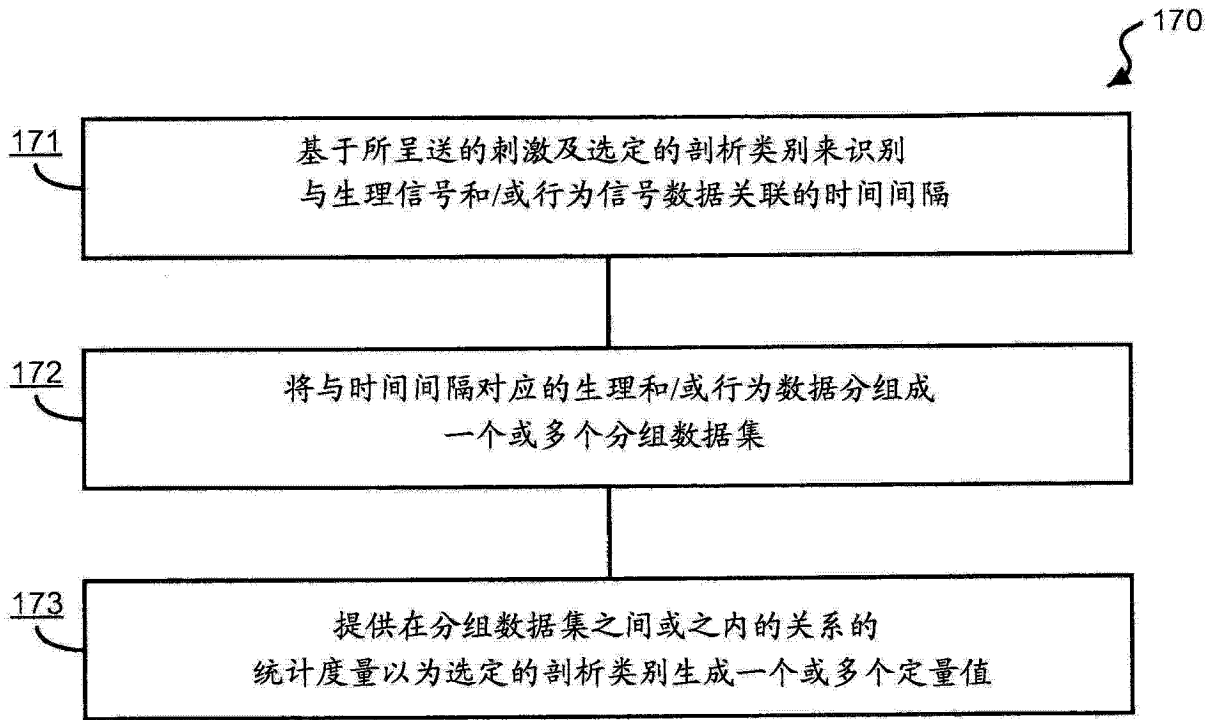 170
171
基于所呈送的刺激及选定的剖析类别来识别
与生理信号和/或行为信号数据关联的时间间隔
172
将与时间间隔对应的生理和/或行为数据分组成
一个或多个分组数据集
173
提供在分组数据集之间或之内的关系的
统计度量以为选定的剖析类别生成一个或多个定量值